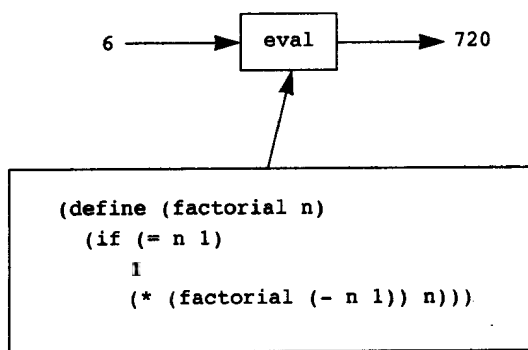 6 eval 720
(define (factorial n)
(if (= n 1)
1
(* (factorial (- n 1)) n)))